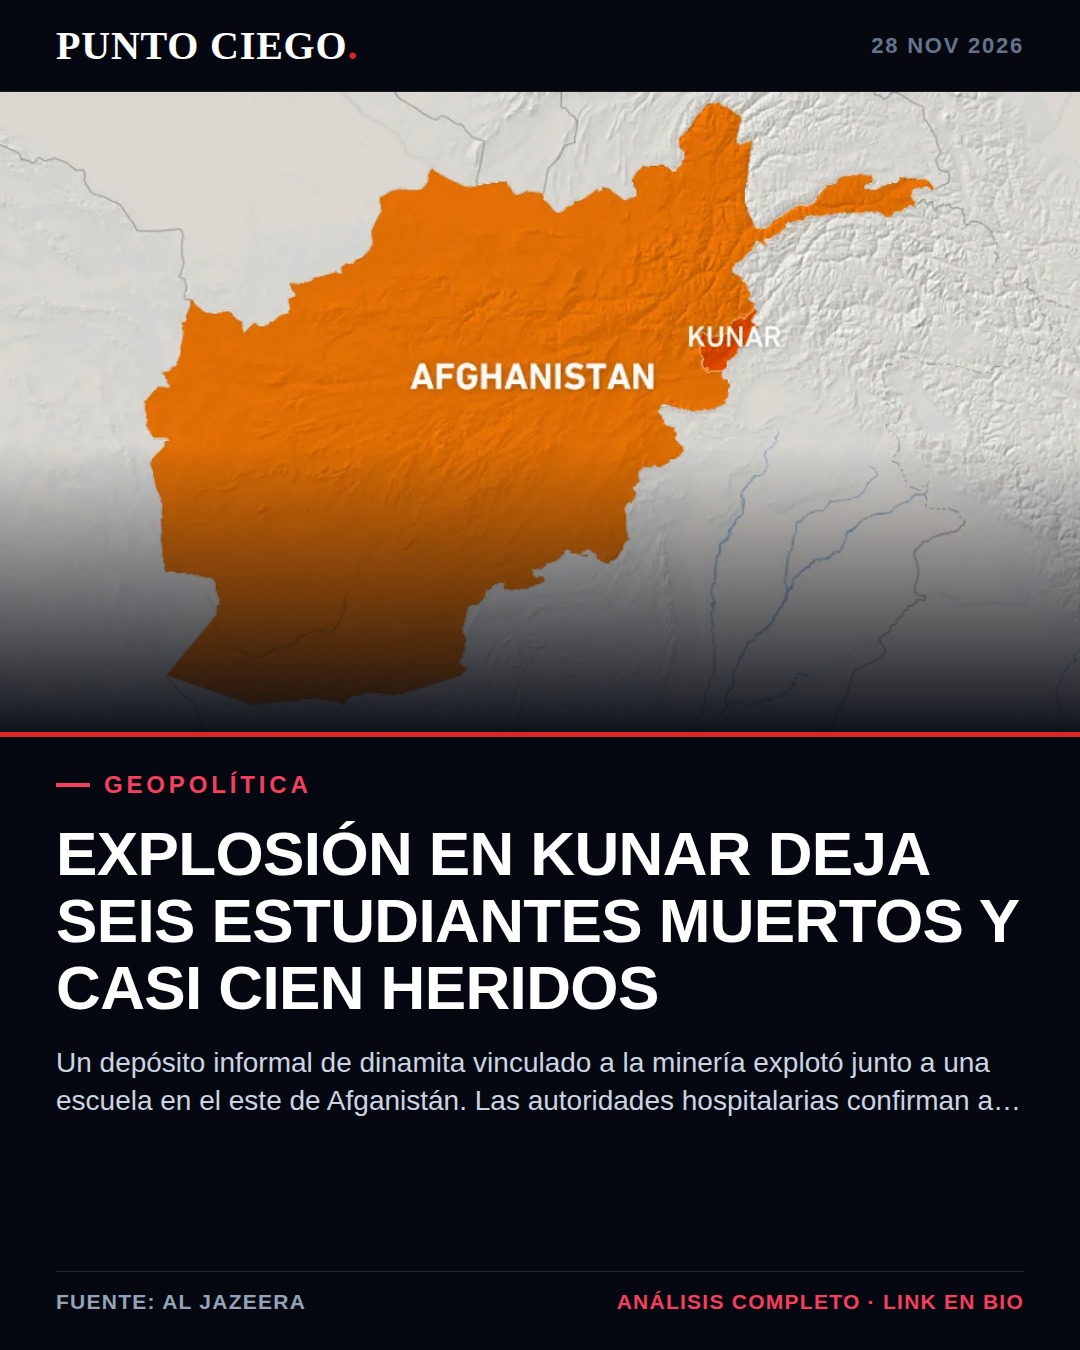 PUNTO CIEGO.
28 NOV 2026
KUNAR
AFGHANISTAN
GEOPOLÍTICA
EXPLOSIÓN EN KUNAR DEJA
SEIS ESTUDIANTES MUERTOS Y
CASI CIEN HERIDOS
Un depósito informal de dinamita vinculado a la minería explotó junto a una
escuela en el este de Afganistán. Las autoridades hospitalarias confirman a…
FUENTE: AL JAZEERA
ANÁLISIS COMPLETO · LINK EN BIO